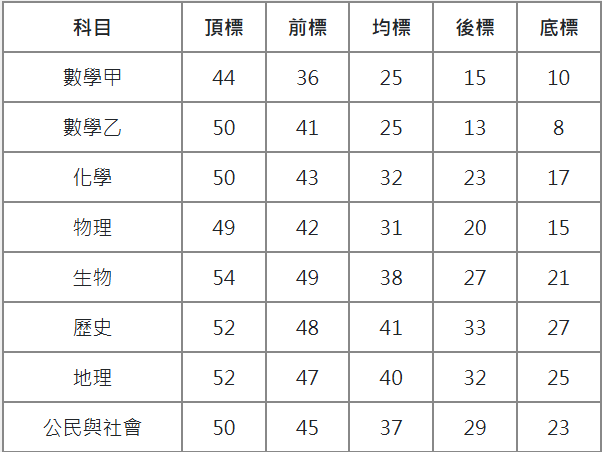 科目 頂標 前標 均標 後標 底標
數學甲 44 36 25 15 10
數學乙 50 41 25 13 8
化學 50 43 32 23 17
物理 49 42 31 20 15
生物 54 49 38 27 21
歷史 52 48 41 33 27
地理 52 47 40 32 25
公民與社會 50 45 37 29 23